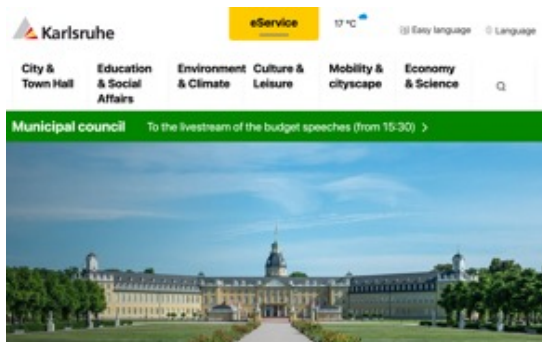 Karlsruhe
eService
17 °C
Easy language
Language
City & Town Hall
Education & Social Affairs
Environment & Climate
Culture & Leisure
Mobility & cityscape
Economy & Science
Municipal council To the livestream of the budget speeches (from 15:30)